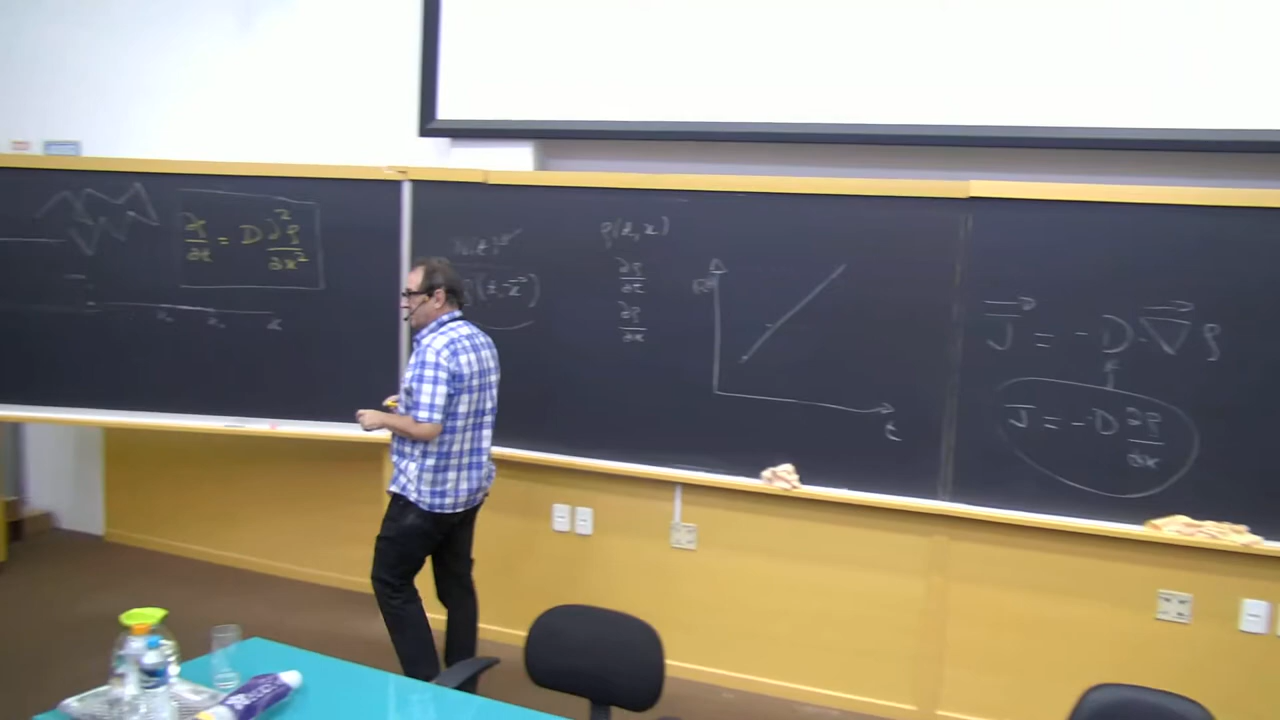 ∂ρ/∂t = D ∂²ρ/∂x²
x
N(t)
ρ(t, x⃗)
ρ(t, x)
∂ρ/∂t
∂ρ/∂x
t
J⃗ = -D · ∇⃗ρ
J = -D ∂ρ/∂x